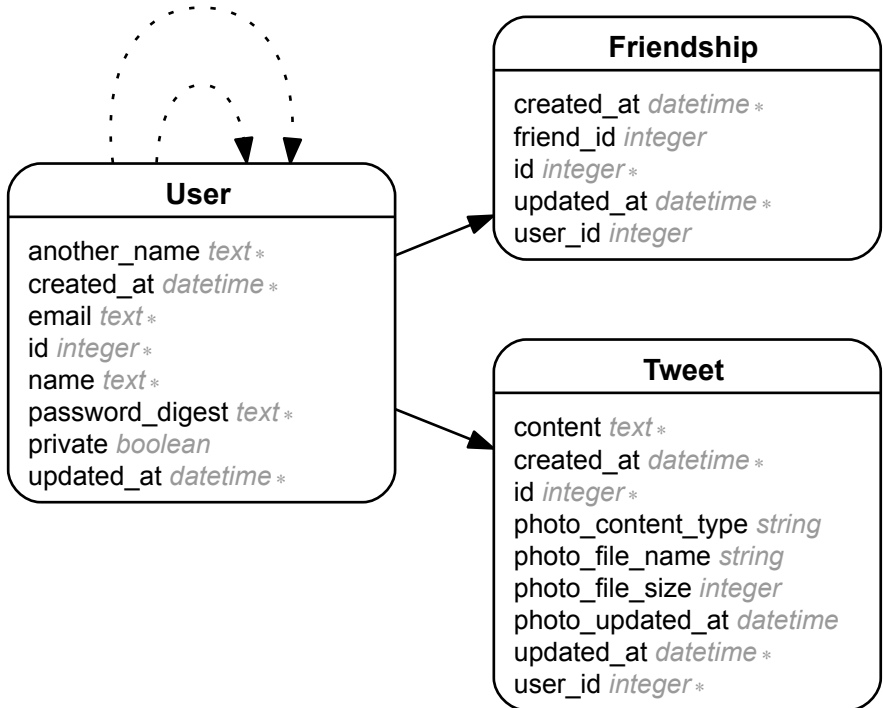 User
another_name text ∗
created_at datetime ∗
email text ∗
id integer ∗
name text ∗
password_digest text ∗
private boolean
updated_at datetime ∗
Friendship
created_at datetime ∗
friend_id integer
id integer ∗
updated_at datetime ∗
user_id integer
Tweet
content text ∗
created_at datetime ∗
id integer ∗
photo_content_type string
photo_file_name string
photo_file_size integer
photo_updated_at datetime
updated_at datetime ∗
user_id integer ∗